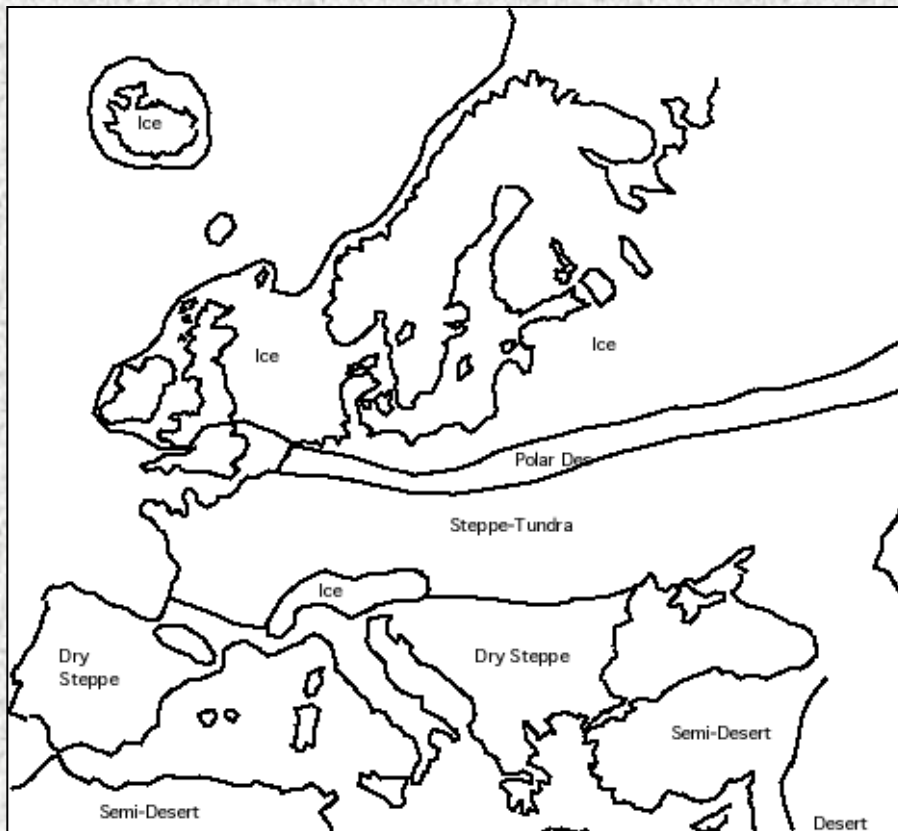 Ice
Ice
Ice
Polar Des
Steppe-Tundra
Ice
Dry
Steppe
Dry Steppe
Semi-Desert
Semi-Desert
Desert